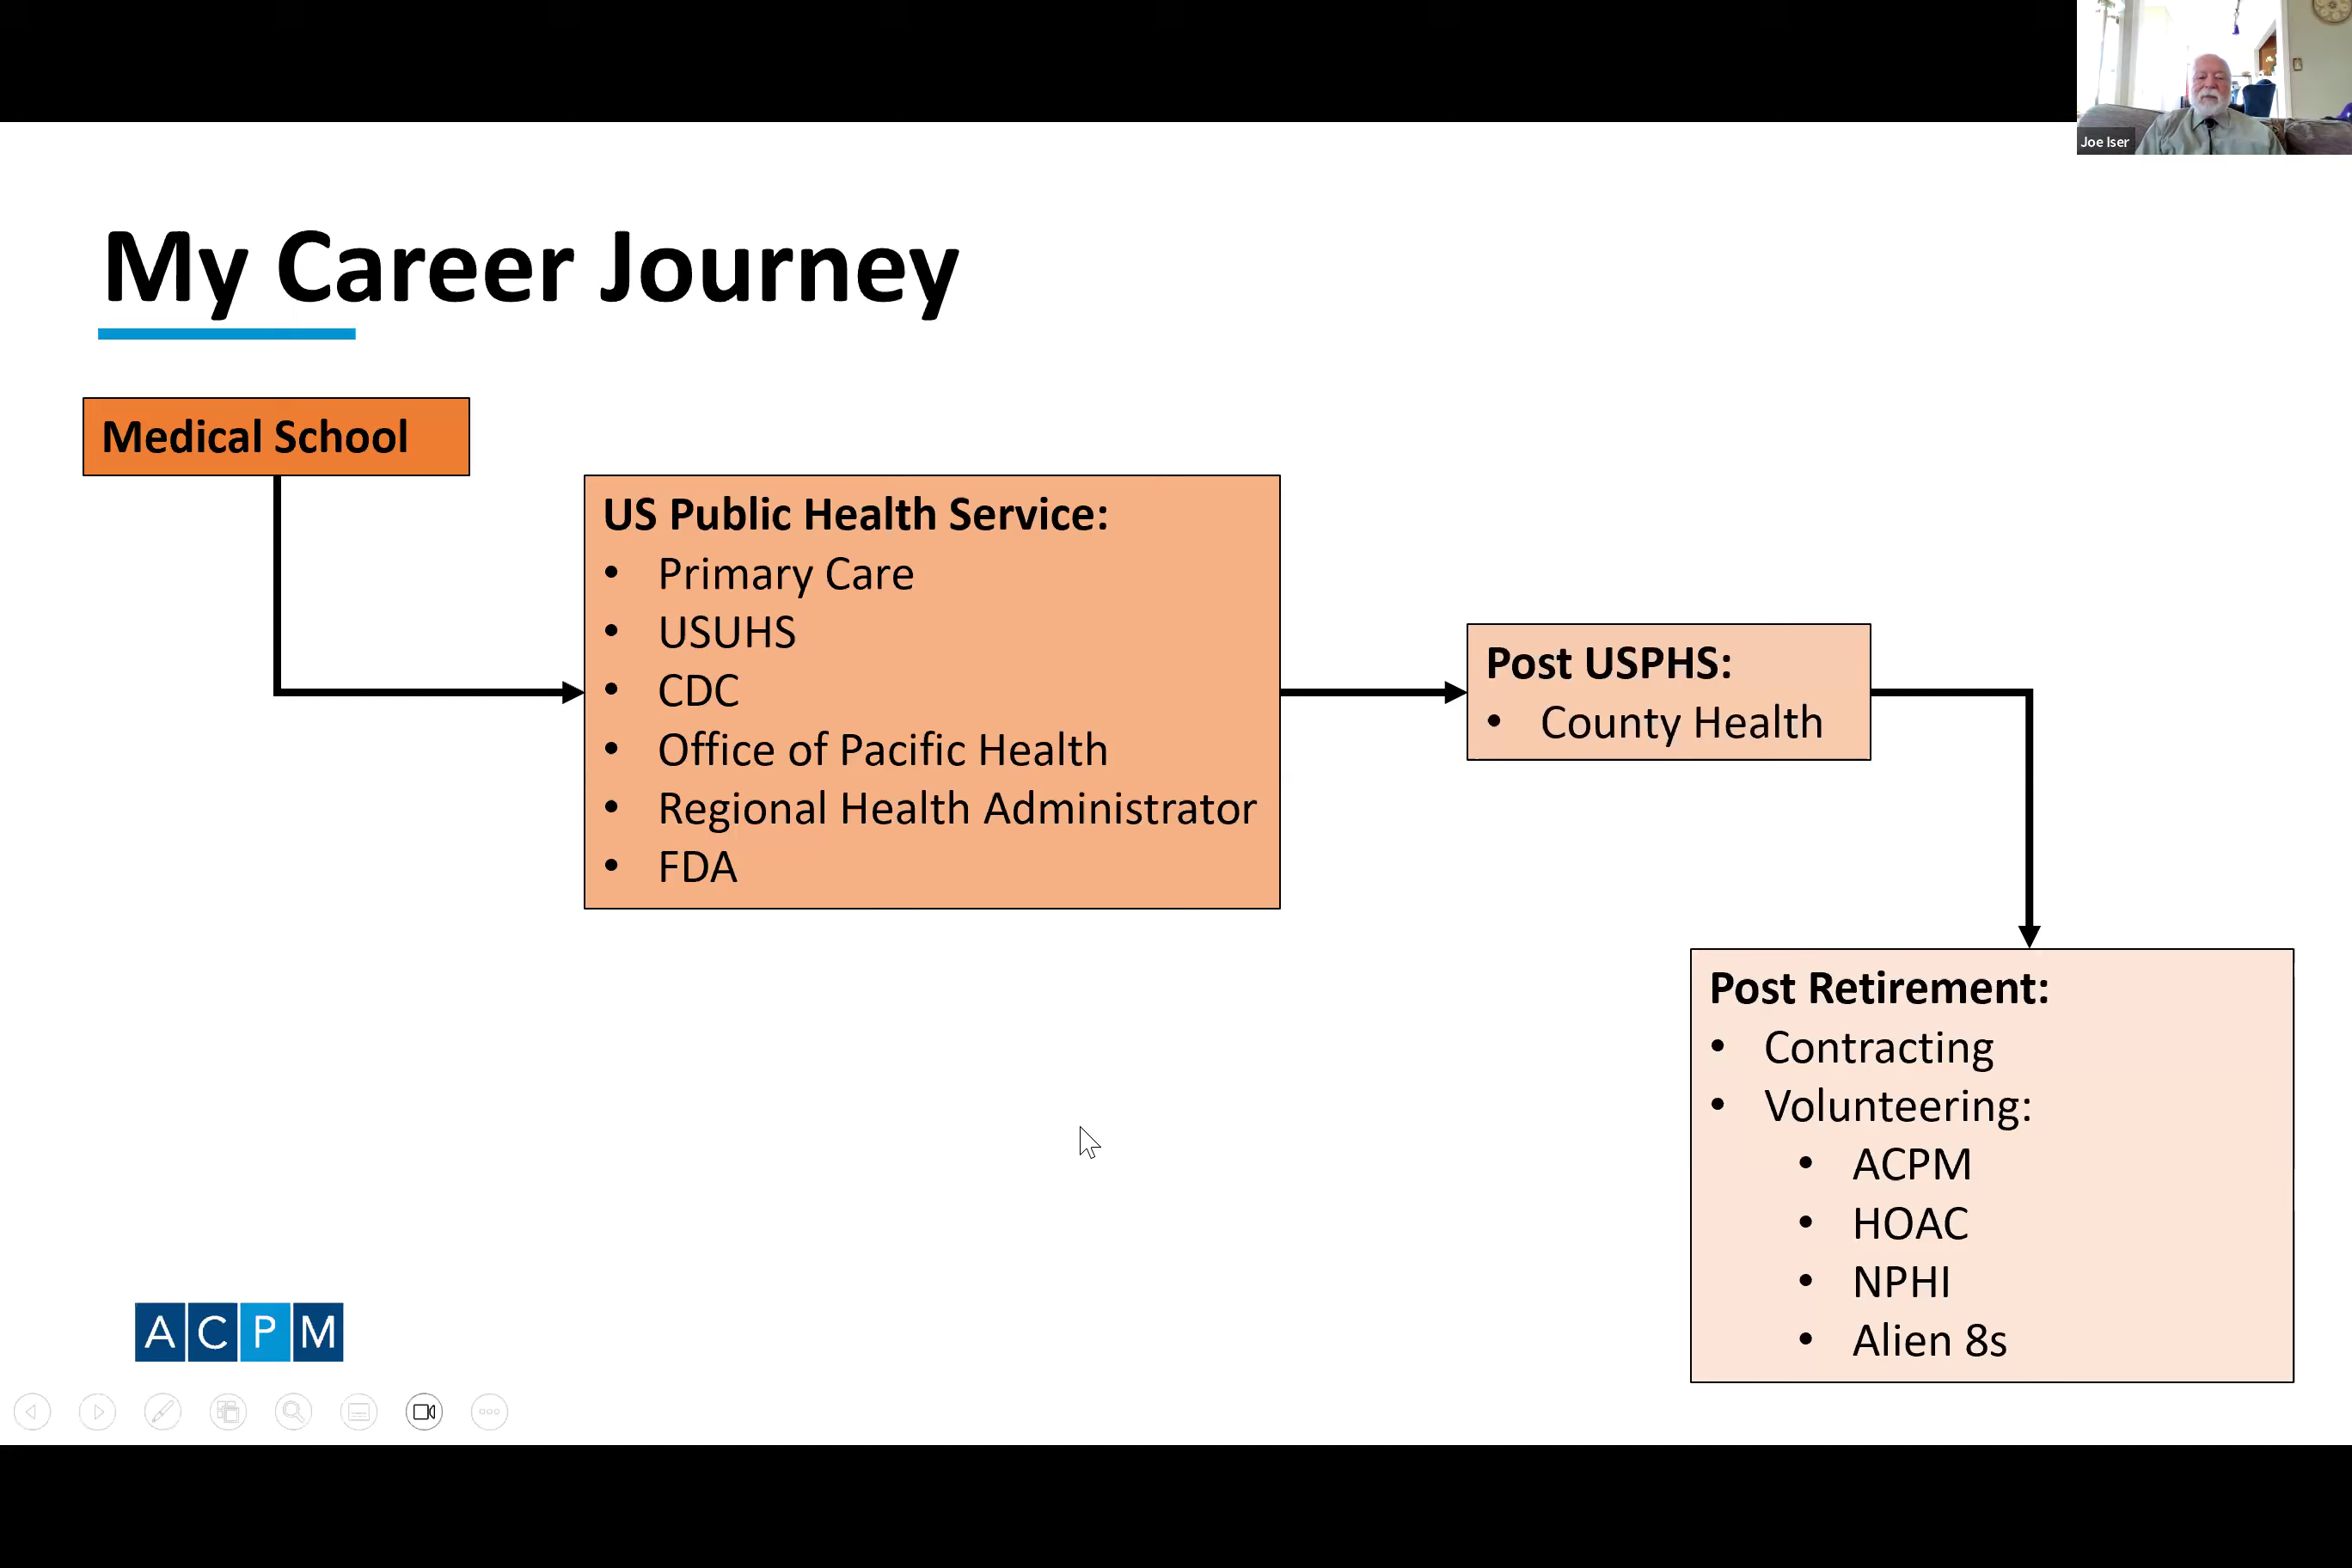 Joe Iser
My Career Journey
Medical School
US Public Health Service:
• Primary Care
• USUHS
• CDC
• Office of Pacific Health
• Regional Health Administrator
• FDA
Post USPHS:
• County Health
Post Retirement:
• Contracting
• Volunteering:
• ACPM
• HOAC
• NPHI
• Alien 8s
ACPM